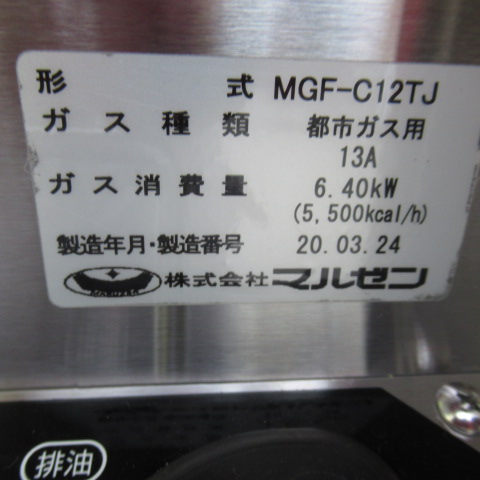 形 式 MGF-C12TJ
ガス種類 都市ガス用
13A
ガス消費量 6.40kW
(5,500kcal/h)
製造年月・製造番号 20.03.24
MARUZEN 株式会社マルゼン
排油